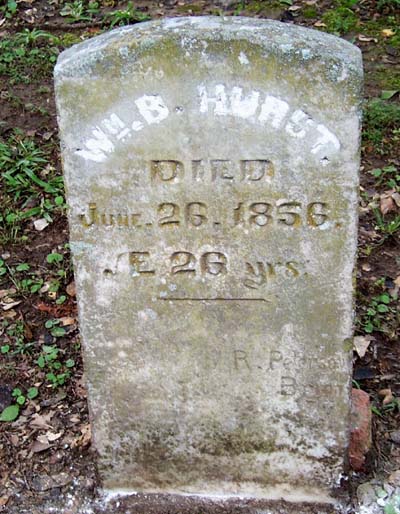 Wm. B. HURST
DIED
June. 26. 1856.
Æ 26 yrs.
R. P.